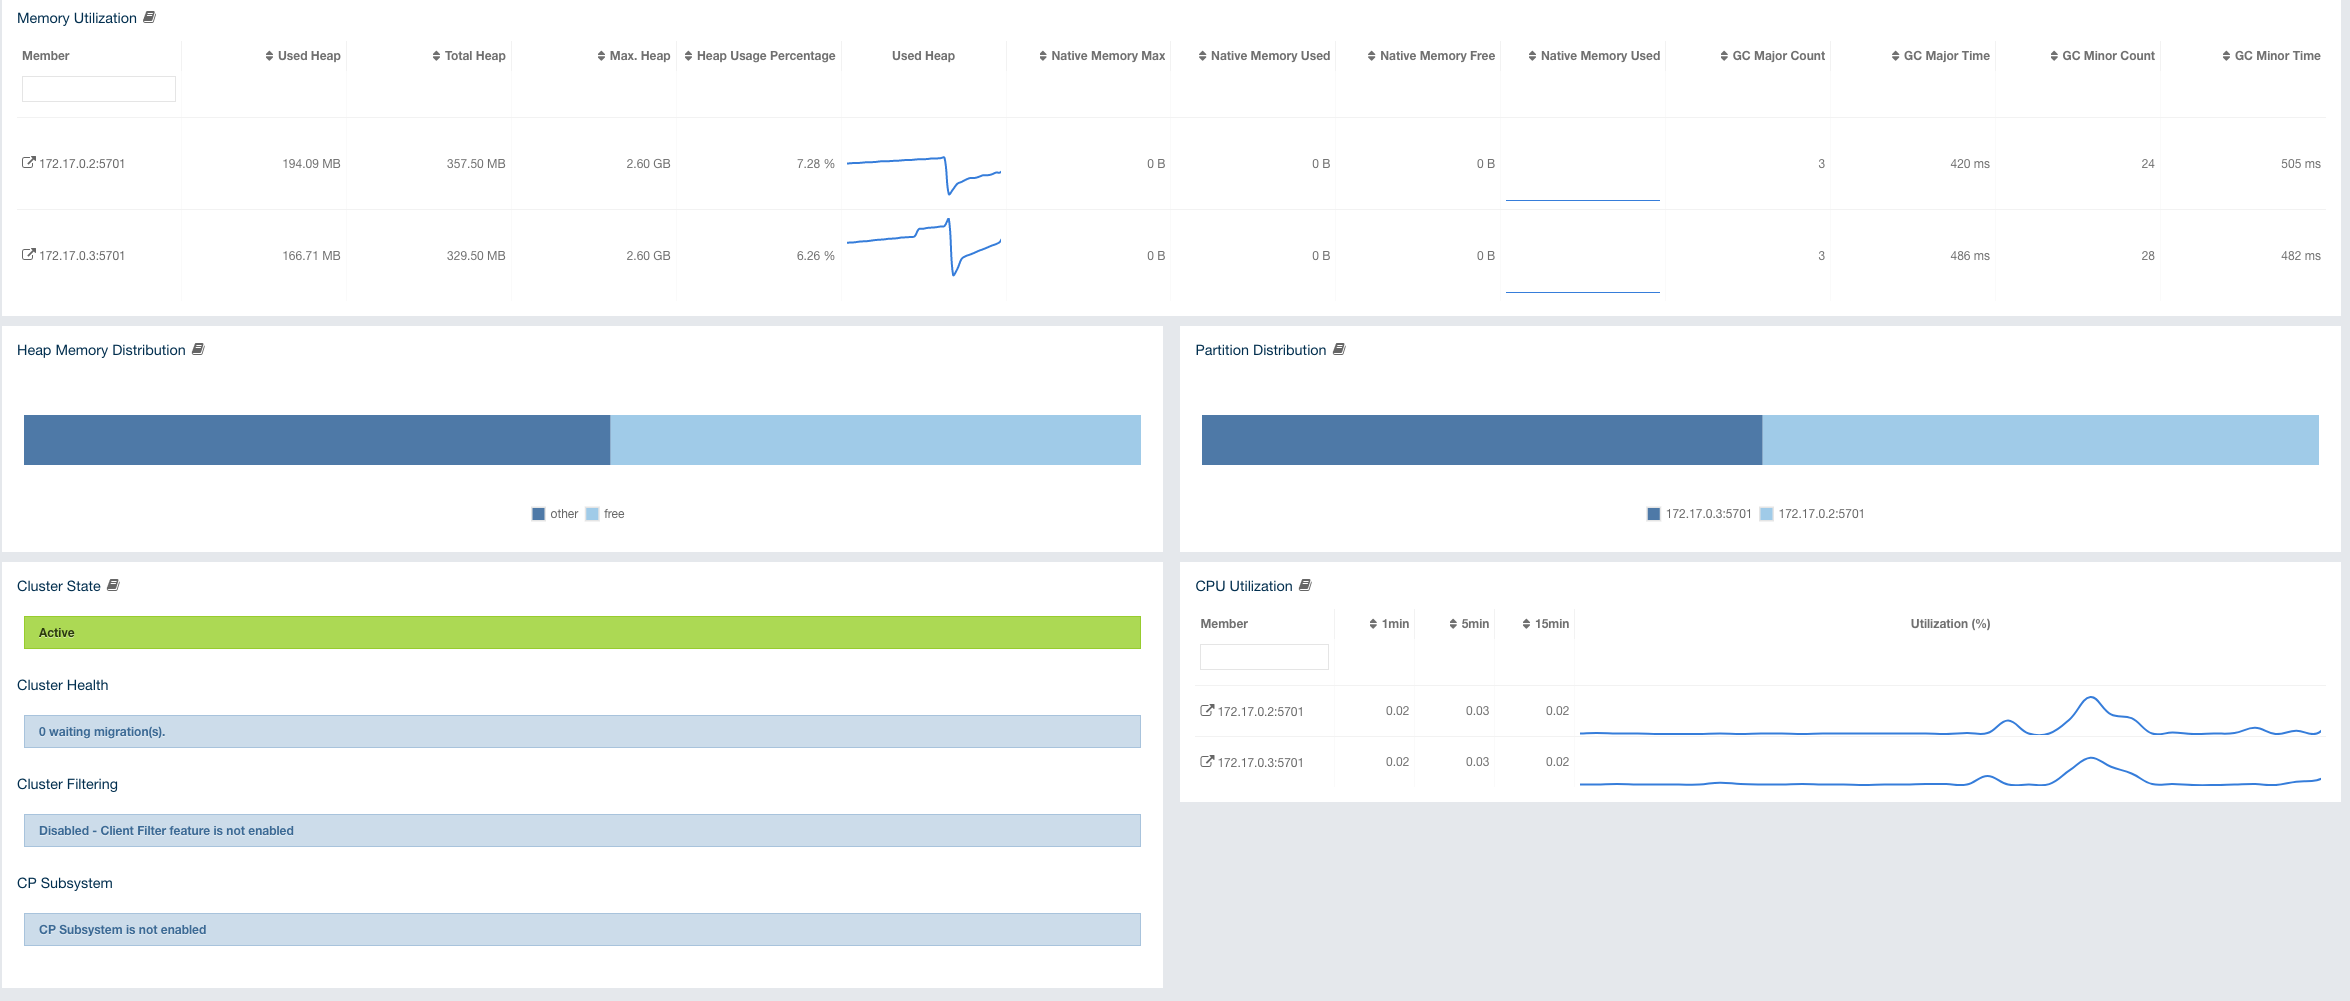 Memory Utilization
Member Used Heap Total Heap Max. Heap Heap Usage Percentage Used Heap Native Memory Max Native Memory Used Native Memory Free Native Memory Used GC Major Count GC Major Time GC Minor Count GC Minor Time
172.17.0.2:5701 194.09 MB 357.50 MB 2.60 GB 7.28 % 0 B 0 B 0 B 3 420 ms 24 505 ms
172.17.0.3:5701 166.71 MB 329.50 MB 2.60 GB 6.26 % 0 B 0 B 0 B 3 486 ms 28 482 ms
Heap Memory Distribution
other free
Partition Distribution
172.17.0.3:5701 172.17.0.2:5701
Cluster State
Active
Cluster Health
0 waiting migration(s).
Cluster Filtering
Disabled - Client Filter feature is not enabled
CP Subsystem
CP Subsystem is not enabled
CPU Utilization
Member 1min 5min 15min Utilization (%)
172.17.0.2:5701 0.02 0.03 0.02
172.17.0.3:5701 0.02 0.03 0.02